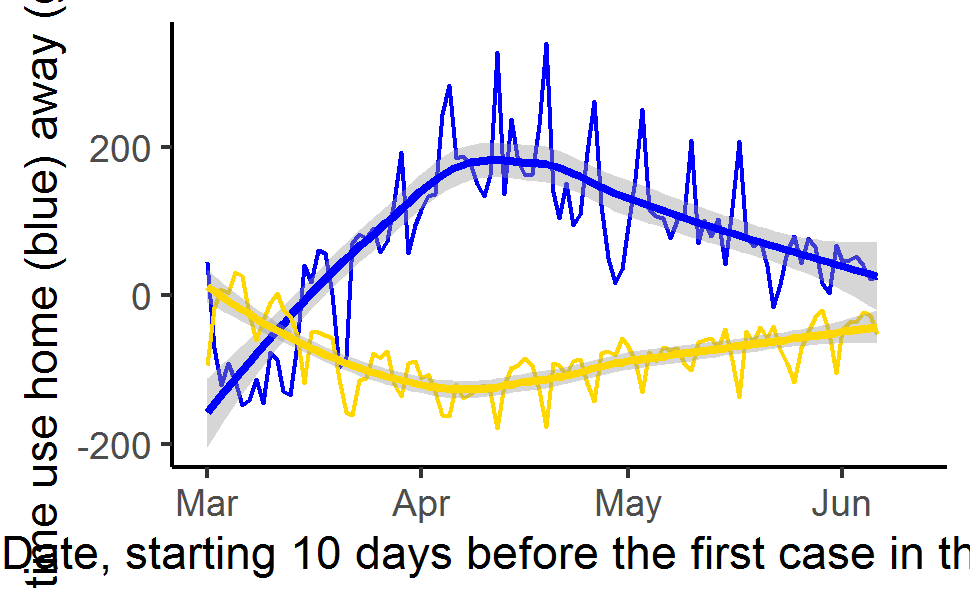 time use home (blue) away (
200
0
-200
Mar Apr May Jun
Date, starting 10 days before the first case in th